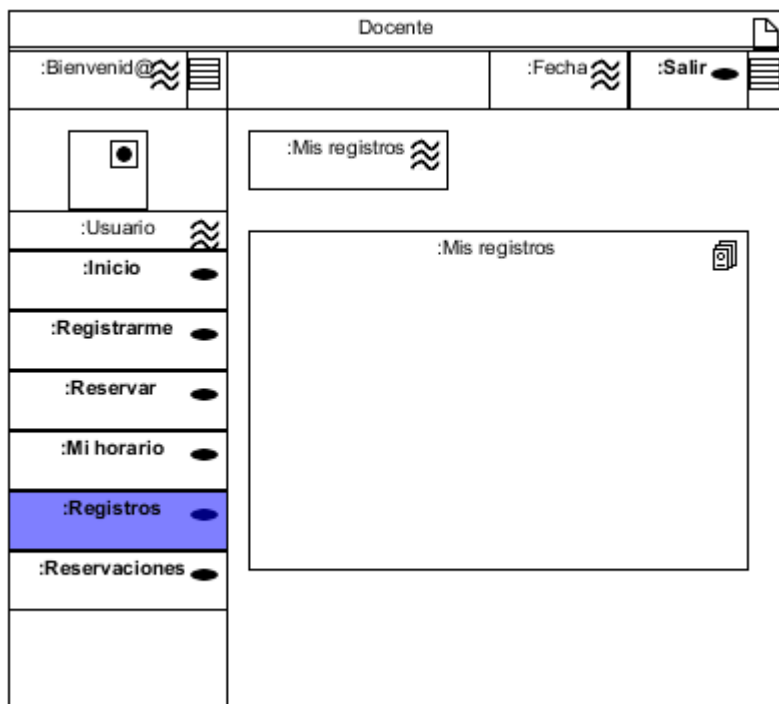 Docente
:Bienvenid@
:Fecha
:Salir
:Mis registros
:Usuario
:Mis registros
:Inicio
:Registrarme
:Reservar
:Mi horario
:Registros
:Reservaciones